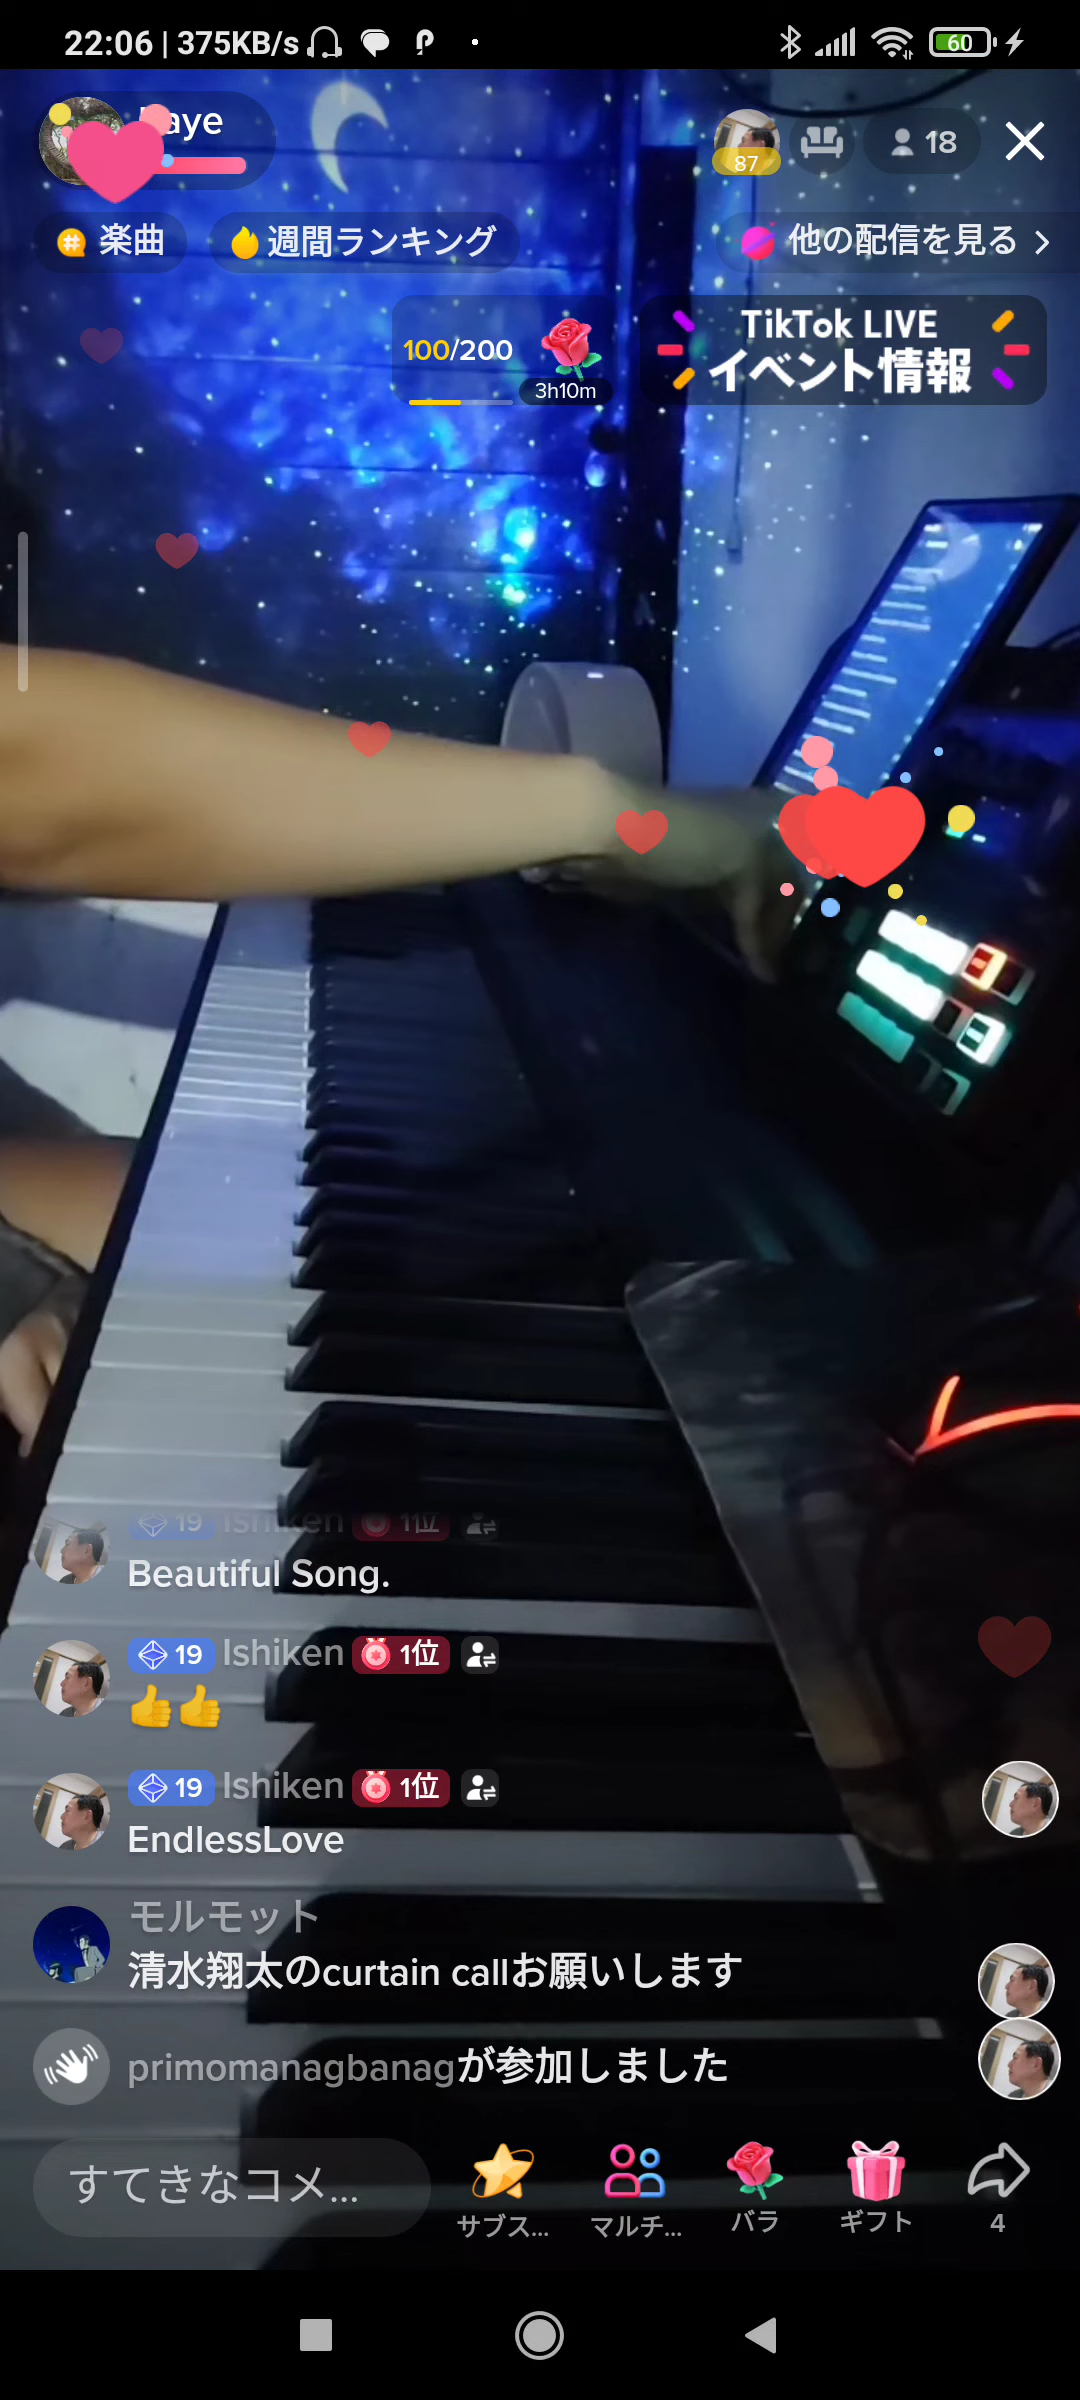 22:06 | 375KB/s
60
aye
87
18
楽曲
週間ランキング
他の配信を見る >
100/200
3h10m
TikTok LIVE
イベント情報
19 Ishiken 1位
Beautiful Song.
19 Ishiken 1位
👍👍
19 Ishiken 1位
EndlessLove
モルモット
清水翔太のcurtain callお願いします
primomanagbanagが参加しました
すてきなコメ...
サブス...
マルチ...
バラ
ギフト
4